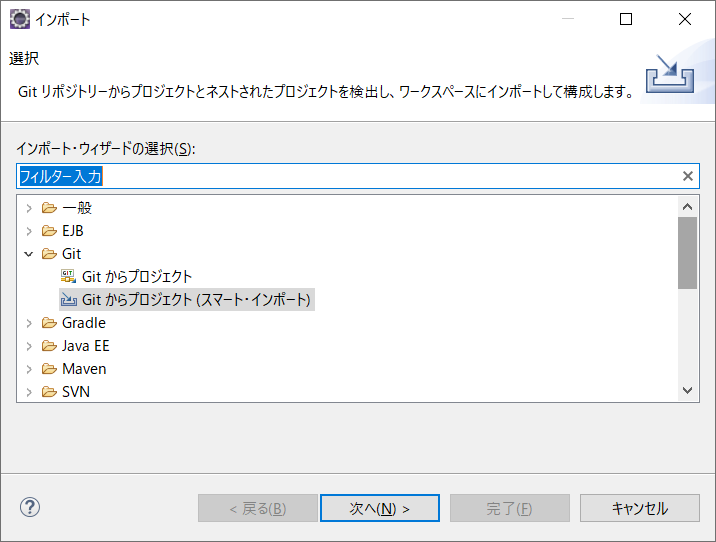 インポート
選択
Git リポジトリーからプロジェクトとネストされたプロジェクトを検出し、ワークスペースにインポートして構成します。
インポート・ウィザードの選択(S):
フィルター入力
一般
EJB
Git
Git からプロジェクト
Git からプロジェクト (スマート・インポート)
Gradle
Java EE
Maven
SVN
< 戻る(B) 次へ(N) > 完了(F) キャンセル